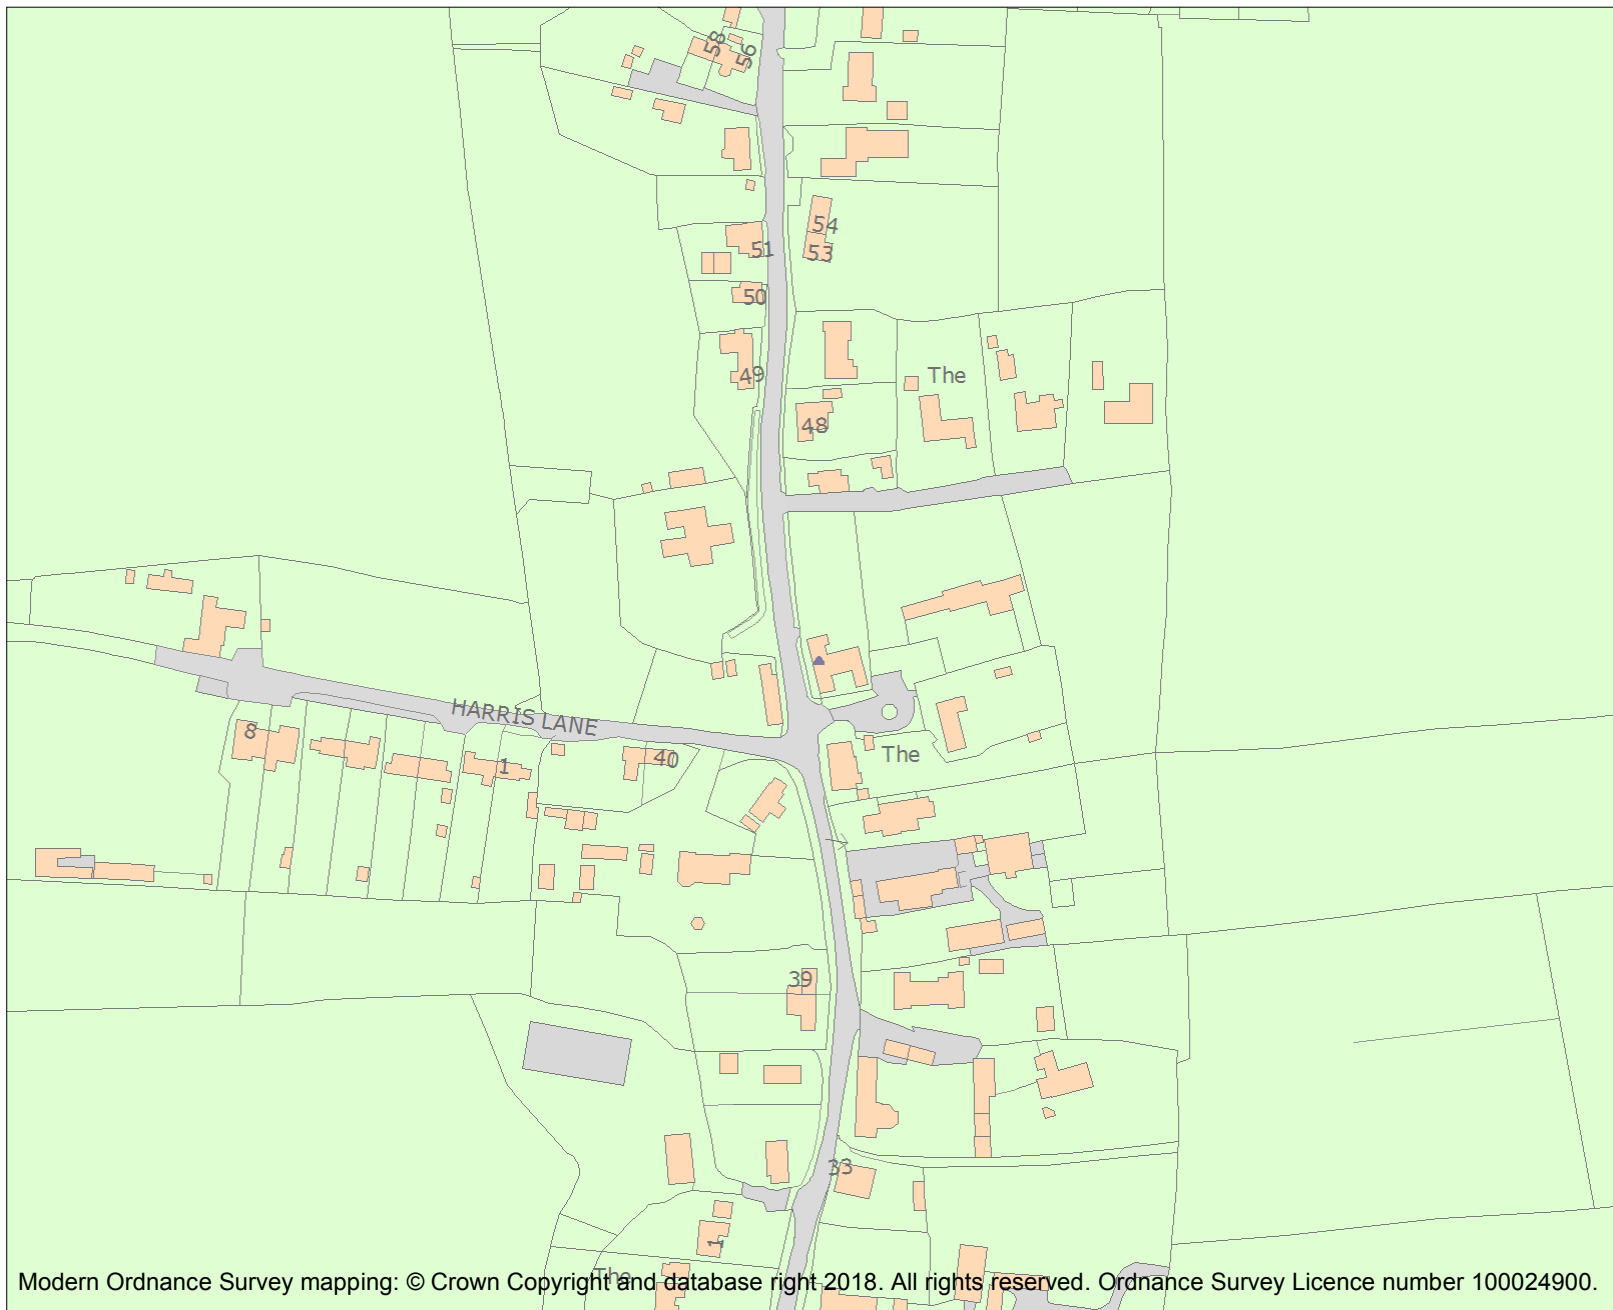 58
56
54
51
53
50
The
49
48
HARRIS LANE
8
40
The
1
39
33
1
The
Modern Ordnance Survey mapping: © Crown Copyright and database right 2018. All rights reserved. Ordnance Survey Licence number 100024900.